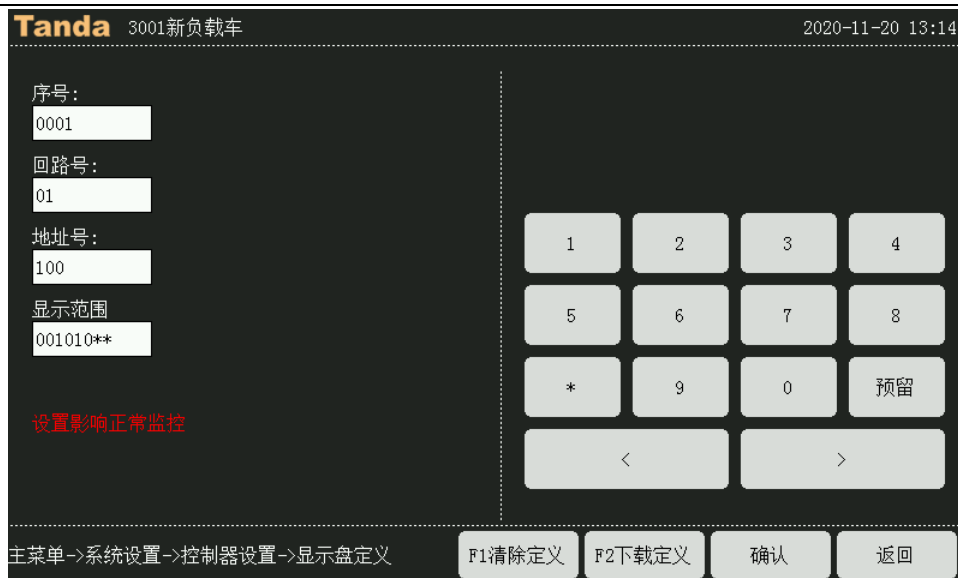 Tanda 3001新负载车 2020-11-20 13:14
序号:
0001
回路号:
01
地址号:
100
显示范围
001010**
设置影响正常监控
1 2 3 4
5 6 7 8
* 9 0 预留
< >
主菜单->系统设置->控制器设置->显示盘定义 F1清除定义 F2下载定义 确认 返回